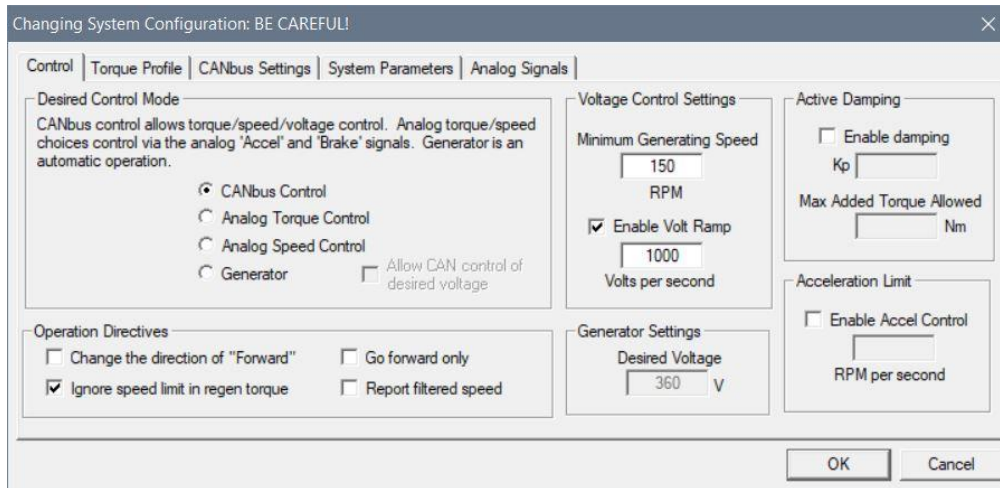 Changing System Configuration: BE CAREFUL!
Control
Torque Profile
CANbus Settings
System Parameters
Analog Signals
Desired Control Mode
CANbus control allows torque/speed/voltage control. Analog torque/speed
choices control via the analog 'Accel' and 'Brake' signals. Generator is an
automatic operation.
CANbus Control
Analog Torque Control
Analog Speed Control
Generator
Allow CAN control of
desired voltage
Operation Directives
Change the direction of "Forward"
Go forward only
Ignore speed limit in regen torque
Report filtered speed
Voltage Control Settings
Minimum Generating Speed
150
RPM
Enable Volt Ramp
1000
Volts per second
Generator Settings
Desired Voltage
360 V
Active Damping
Enable damping
Kp
Max Added Torque Allowed
Nm
Acceleration Limit
Enable Accel Control
RPM per second
OK
Cancel